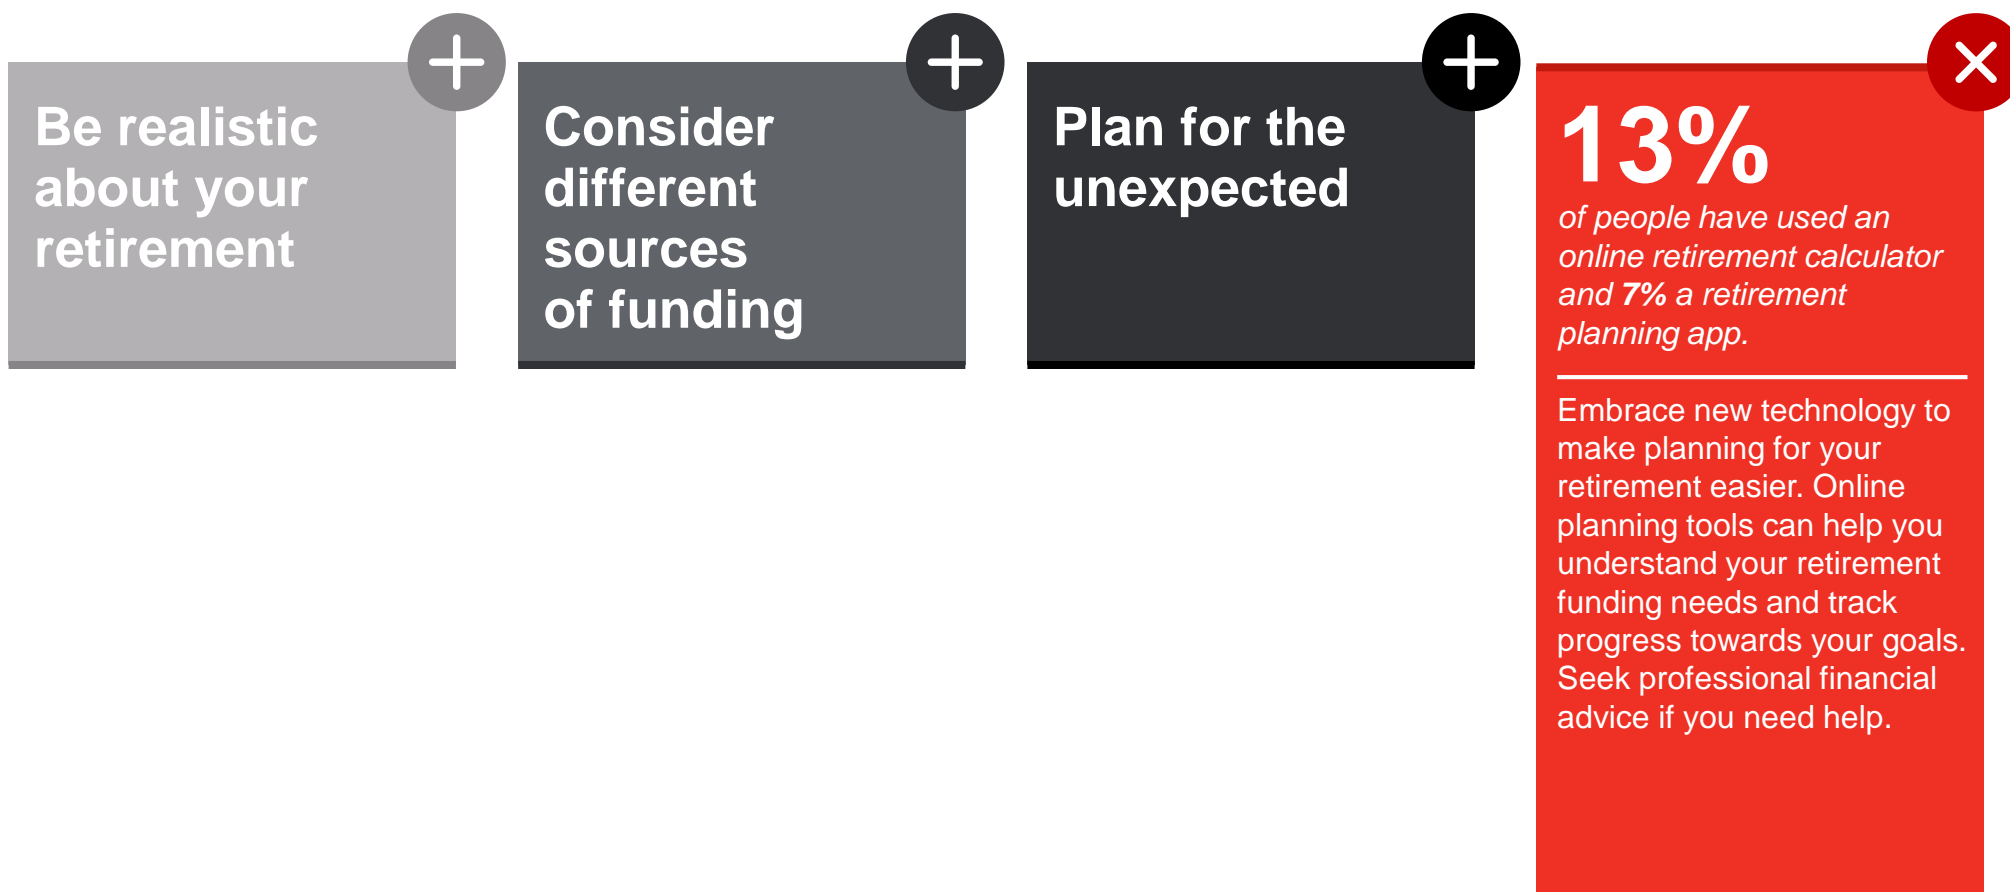 Be realistic
about your
retirement
Consider
different
sources
of funding
Plan for the
unexpected
13%
of people have used an
online retirement calculator
and 7% a retirement
planning app.
Embrace new technology to
make planning for your
retirement easier. Online
planning tools can help you
understand your retirement
funding needs and track
progress towards your goals.
Seek professional financial
advice if you need help.